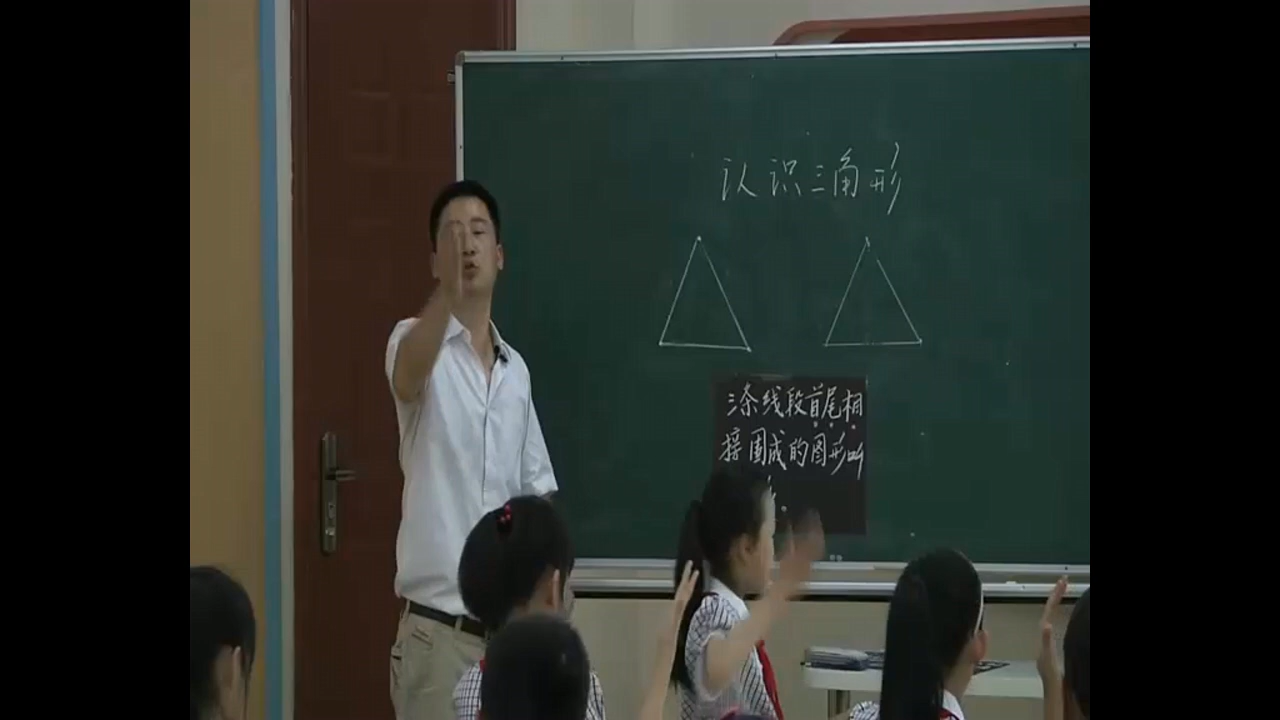 认识三角形
三条线段首尾相
接围成的图形叫